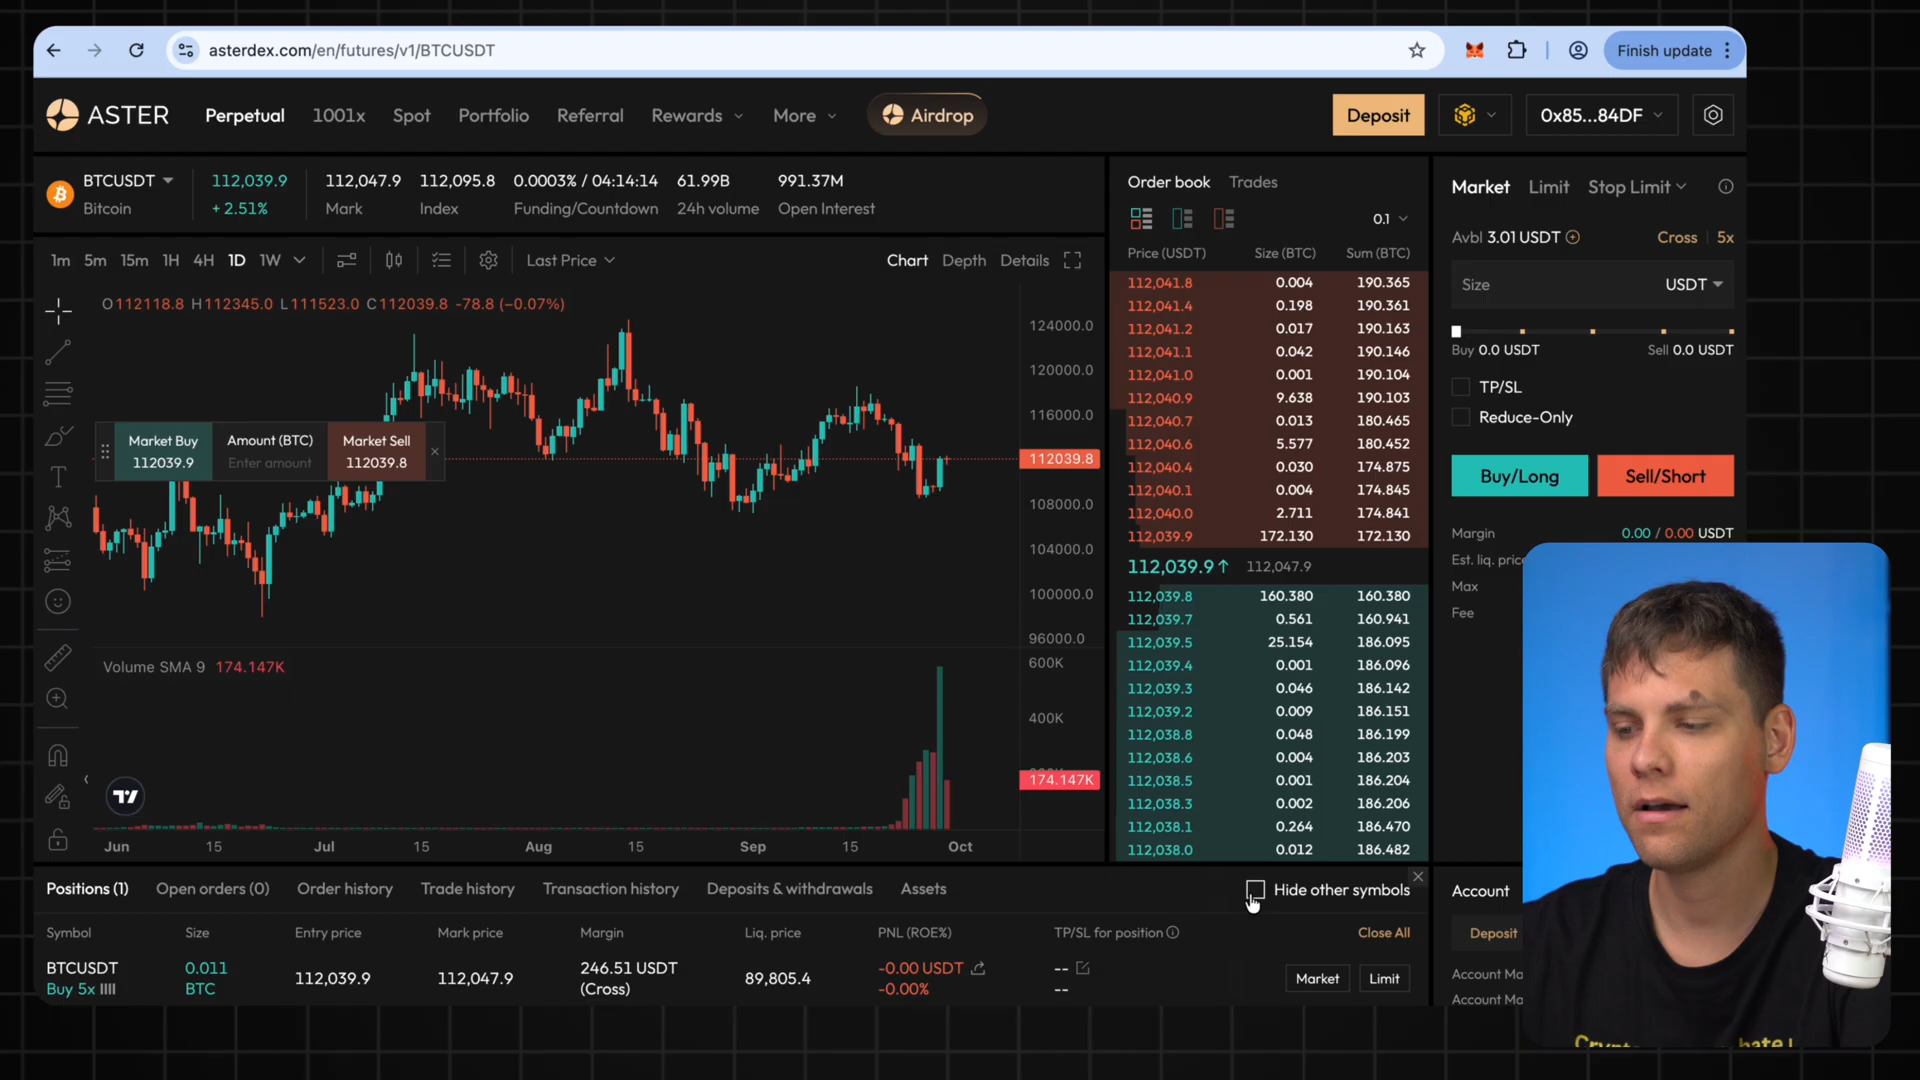 asterdex.com/en/futures/v1/BTCUSDT
Finish update
ASTER
Perpetual
1001x
Spot
Portfolio
Referral
Rewards
More
Airdrop
Deposit
0x85...84DF
BTCUSDT
Bitcoin
112,039.9
+ 2.51%
112,047.9
Mark
112,095.8
Index
0.0003% / 04:14:14
Funding/Countdown
61.99B
24h volume
991.37M
Open Interest
1m 5m 15m 1H 4H 1D 1W
Last Price
Chart Depth Details
O112118.8 H112345.0 L111523.0 C112039.8 -78.8 (−0.07%)
Market Buy
112039.9
Amount (BTC)
Enter amount
Market Sell
112039.8
124000.0
120000.0
116000.0
112039.8
108000.0
104000.0
100000.0
96000.0
Volume SMA 9 174.147K
600K
400K
174.147K
Jun 15 Jul 15 Aug 15 Sep 15 Oct
Order book Trades
0.1
Price (USDT) Size (BTC) Sum (BTC)
112,041.8 0.004 190.365
112,041.4 0.198 190.361
112,041.2 0.017 190.163
112,041.1 0.042 190.146
112,041.0 0.001 190.104
112,040.9 9.638 190.103
112,040.7 0.013 180.465
112,040.6 5.577 180.452
112,040.4 0.030 174.875
112,040.1 0.004 174.845
112,040.0 2.711 174.841
112,039.9 172.130 172.130
112,039.9↑ 112,047.9
112,039.8 160.380 160.380
112,039.7 0.561 160.941
112,039.5 25.154 186.095
112,039.4 0.001 186.096
112,039.3 0.046 186.142
112,039.2 0.009 186.151
112,038.8 0.048 186.199
112,038.6 0.004 186.203
112,038.5 0.001 186.204
112,038.3 0.002 186.206
112,038.1 0.264 186.470
112,038.0 0.012 186.482
Market Limit Stop Limit
Avbl 3.01 USDT
Cross 5x
Size USDT
Buy 0.0 USDT Sell 0.0 USDT
TP/SL
Reduce-Only
Buy/Long
Sell/Short
Margin 0.00 / 0.00 USDT
Est. liq. price
Max
Fee
Positions (1)
Open orders (0)
Order history
Trade history
Transaction history
Deposits & withdrawals
Assets
Hide other symbols
Symbol Size Entry price Mark price Margin Liq. price PNL (ROE%) TP/SL for position Close All
BTCUSDT
Buy 5x
0.011
BTC
112,039.9
112,047.9
246.51 USDT
(Cross)
89,805.4
-0.00 USDT
-0.00%
--
--
Market
Limit
Account
Deposit
Account Ma
Account Ma